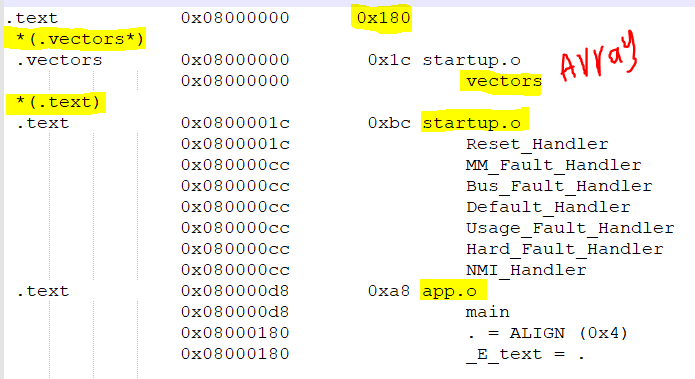 .text 0x08000000 0x180
*(.vectors*)
.vectors 0x08000000 0x1c startup.o
0x08000000 vectors
Array
*(.text)
.text 0x0800001c 0xbc startup.o
0x0800001c Reset_Handler
0x080000cc MM_Fault_Handler
0x080000cc Bus_Fault_Handler
0x080000cc Default_Handler
0x080000cc Usage_Fault_Handler
0x080000cc Hard_Fault_Handler
0x080000cc NMI_Handler
.text 0x080000d8 0xa8 app.o
0x080000d8 main
0x08000180 . = ALIGN (0x4)
0x08000180 _E_text = .